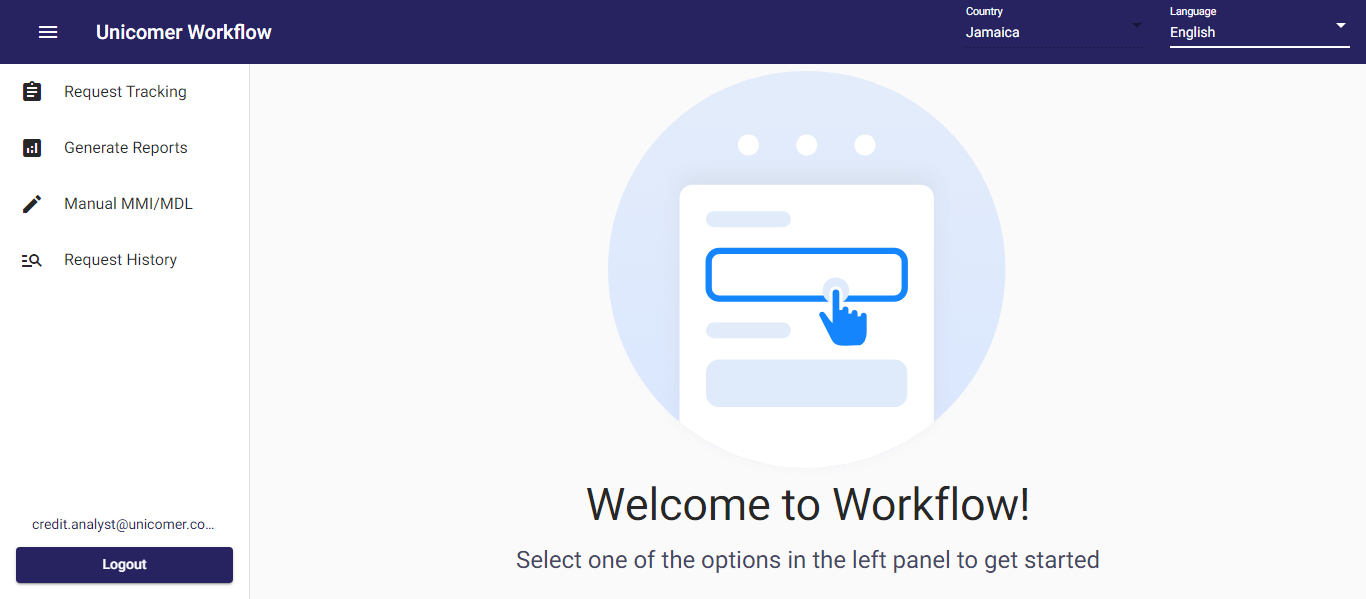 Unicomer Workflow
Country
Jamaica
Language
English
Request Tracking
Generate Reports
Manual MMI/MDL
Request History
credit.analyst@unicomer.co...
Logout
Welcome to Workflow!
Select one of the options in the left panel to get started